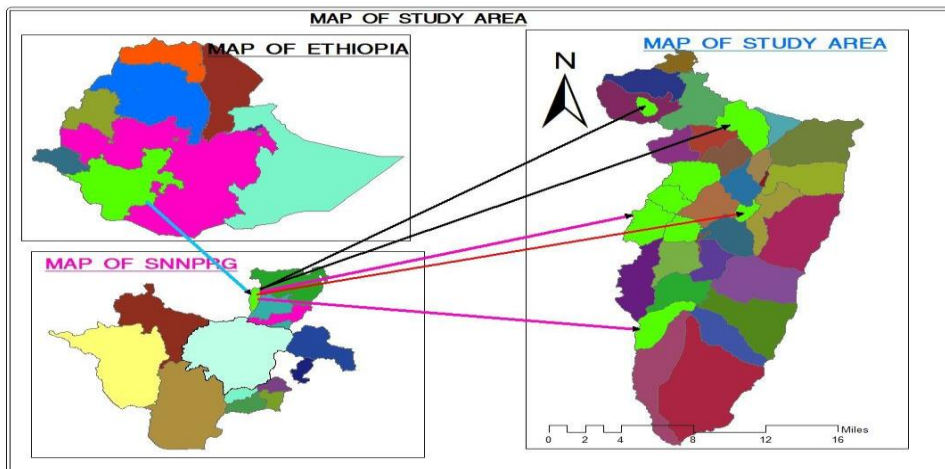 MAP OF STUDY AREA
MAP OF ETHIOPIA
MAP OF STUDY AREA
N
MAP OF SNNPRG
Miles
0 2 4 8 12 16